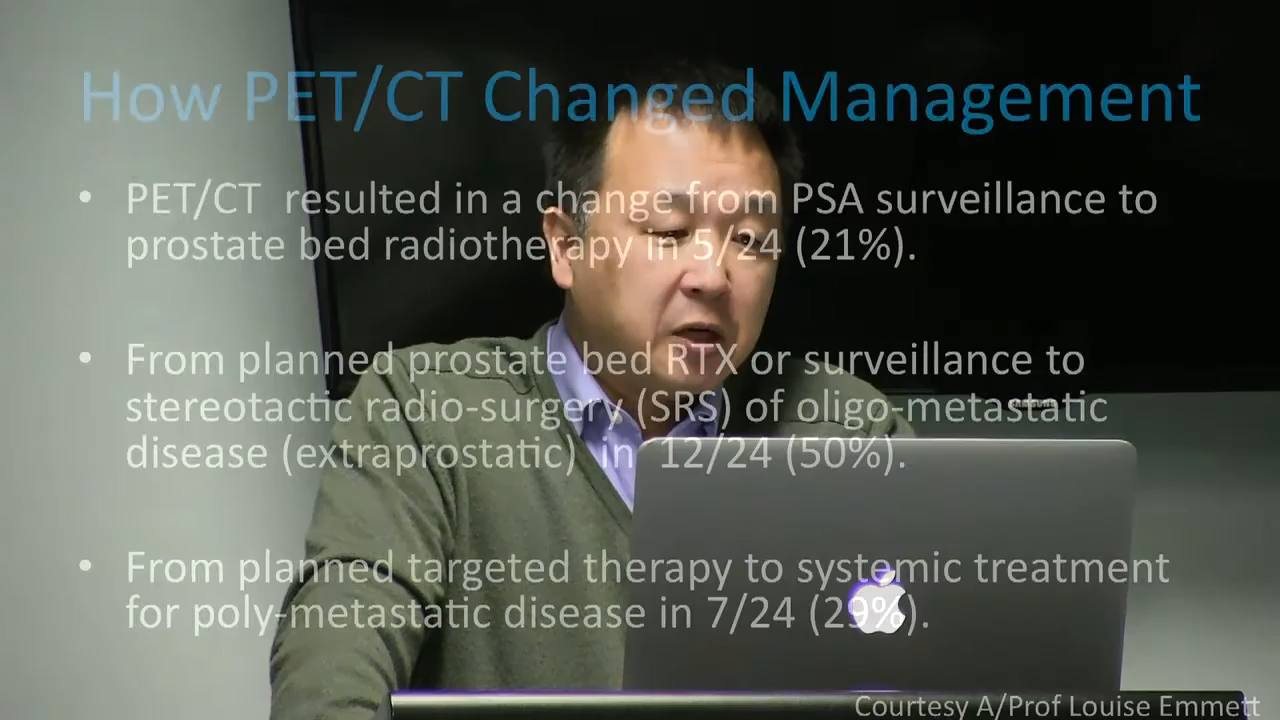 How PET/CT Changed Management
• PET/CT resulted in a change from PSA surveillance to
prostate bed radiotherapy in 5/24 (21%).
• From planned prostate bed RTX or surveillance to
stereotactic radio-surgery (SRS) of oligo-metastatic
disease (extraprostatic) in 12/24 (50%).
• From planned targeted therapy to systemic treatment
for poly-metastatic disease in 7/24 (29%).
Courtesy A/Prof Louise Emmett